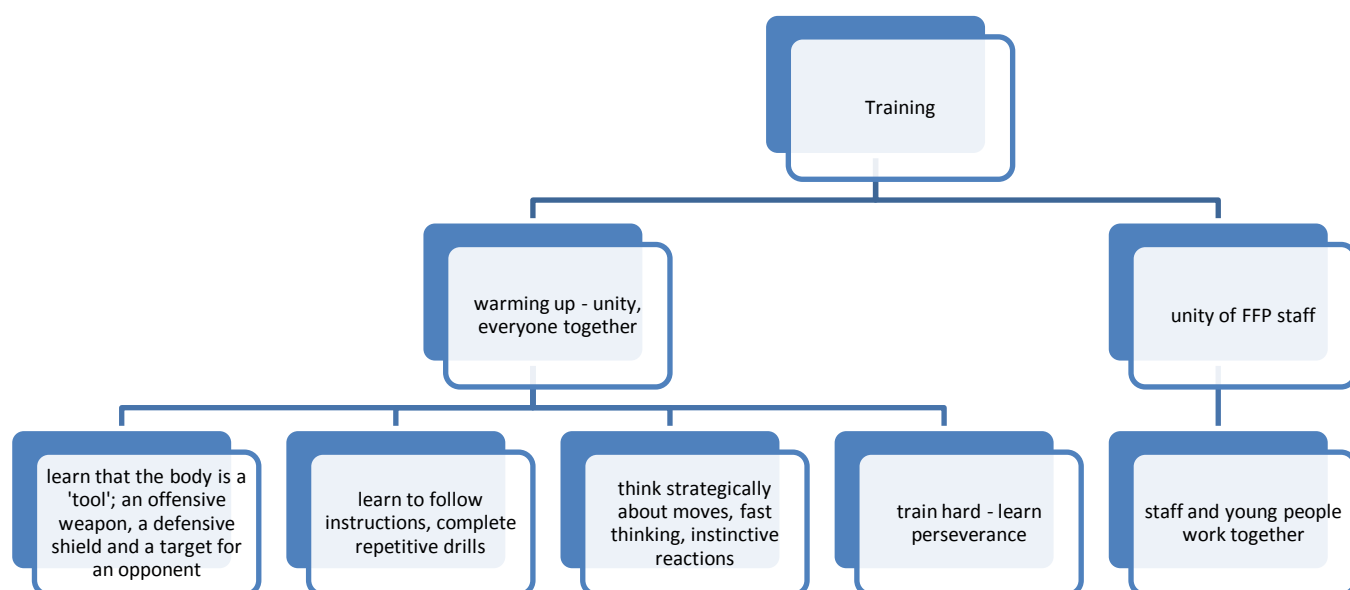 Training
warming up - unity,
everyone together
unity of FFP staff
learn that the body is a
'tool'; an offensive
weapon, a defensive
shield and a target for
an opponent
learn to follow
instructions, complete
repetitive drills
think strategically
about moves, fast
thinking, instinctive
reactions
train hard - learn
perseverance
staff and young people
work together